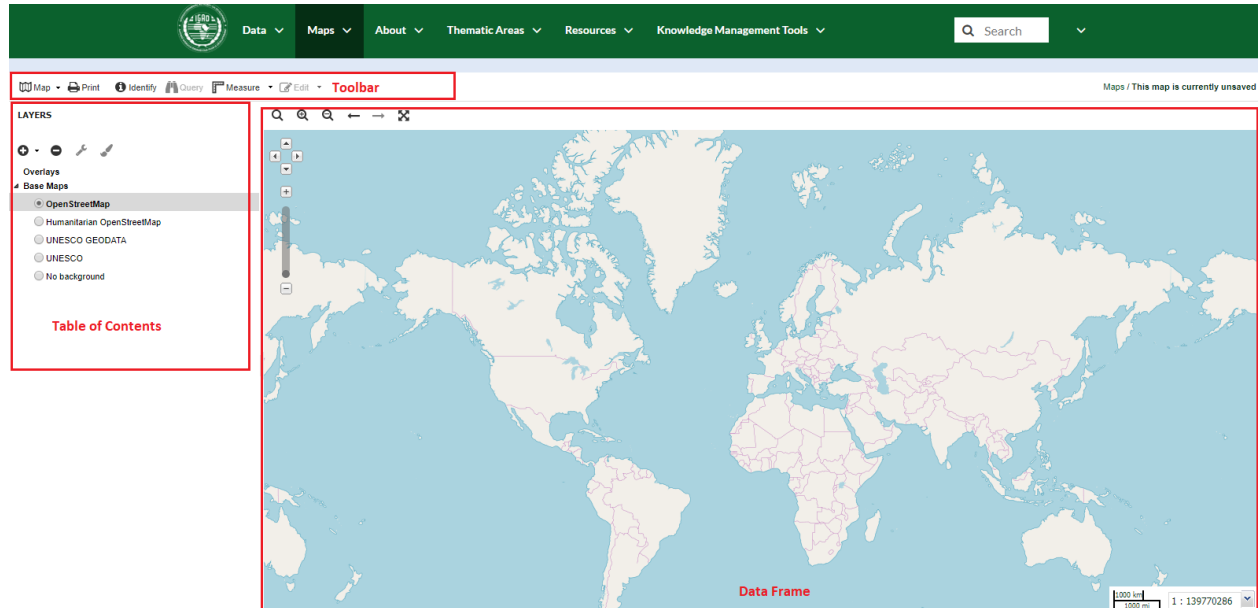 IGAD
Data Maps About Thematic Areas Resources Knowledge Management Tools Search
Map Print Identify Query Measure Edit Toolbar Maps / This map is currently unsaved
LAYERS
Overlays
Base Maps
OpenStreetMap
Humanitarian OpenStreetMap
UNESCO GEODATA
UNESCO
No background
Table of Contents
Data Frame
1000 km
1000 mi
1 : 139770286